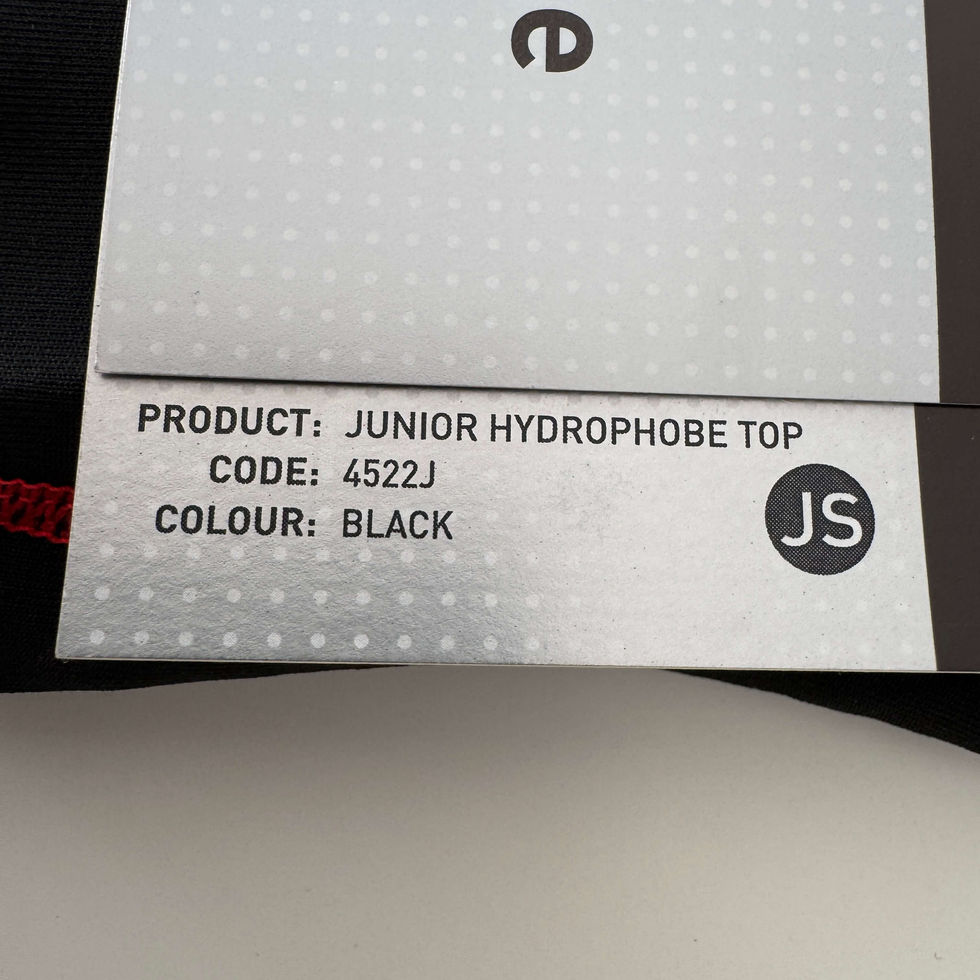 e
PRODUCT: JUNIOR HYDROPHOBE TOP
CODE: 4522J
COLOUR: BLACK
JS